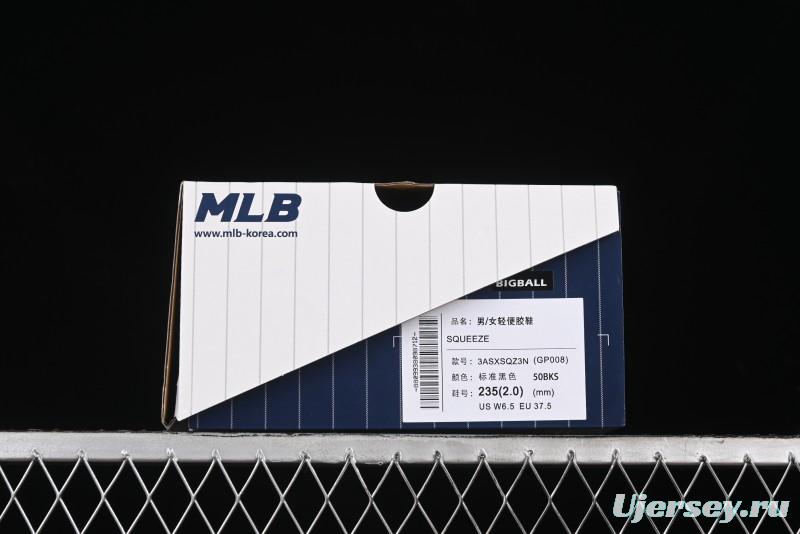 MLB
www.mlb-korea.com
BIGBALL
品名：男/女轻便胶鞋
SQUEEZE
款号：3ASXSQZ3N (GP008)
颜色：标准黑色 50BKS
鞋号：235(2.0) (mm)
US W6.5 EU 37.5
Ujersey.ru